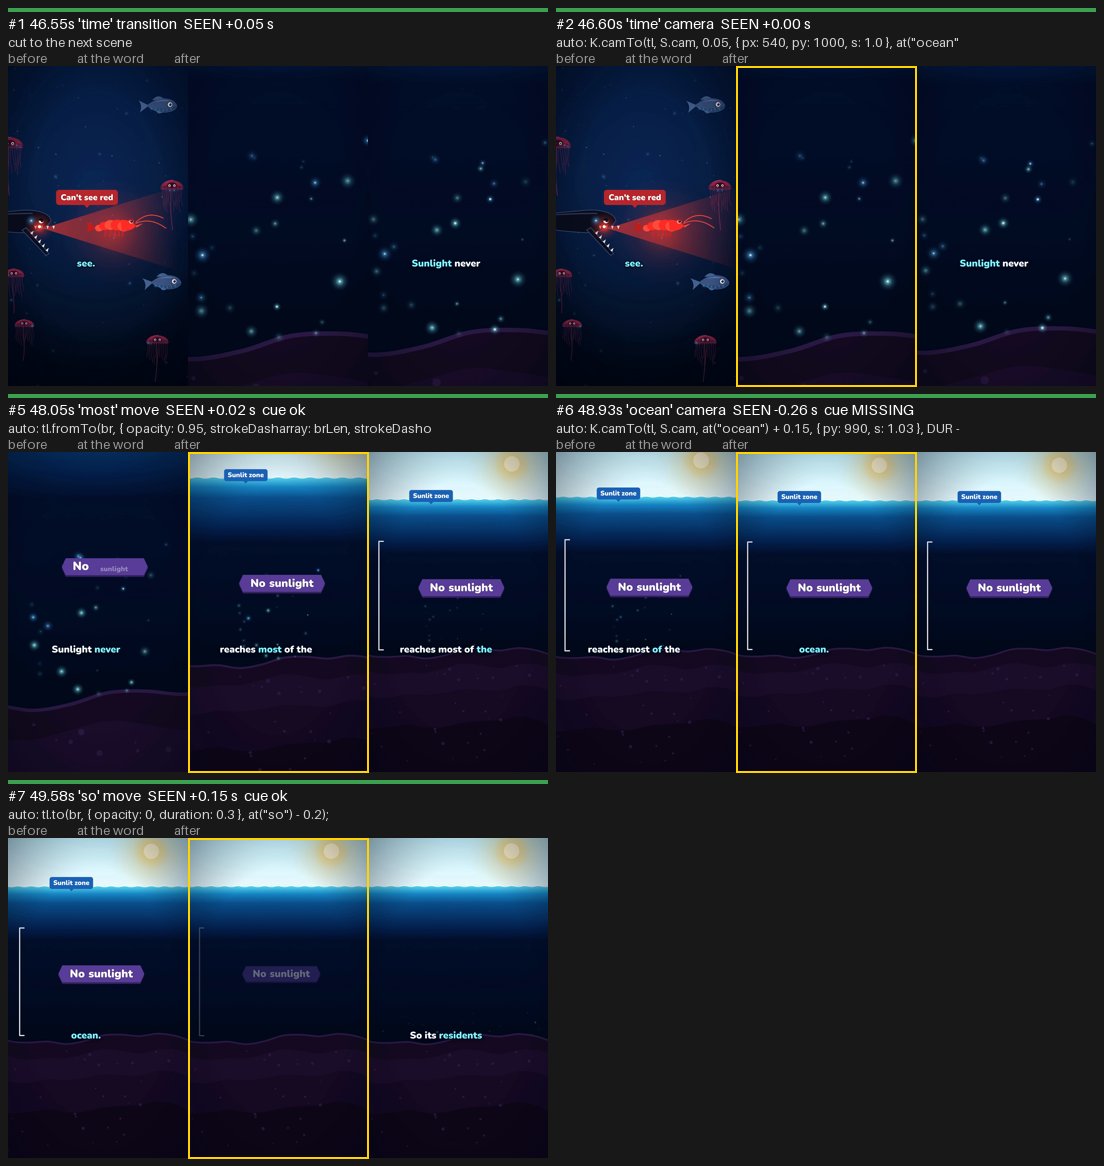 #1 46.55s 'time' transition  SEEN +0.05 s
cut to the next scene
before at the word after
Can't see red
see.
Sunlight never
#2 46.60s 'time' camera  SEEN +0.00 s
auto: K.camTo(tl, S.cam, 0.05, { px: 540, py: 1000, s: 1.0 }, at("ocean"
before at the word after
Can't see red
see.
Sunlight never
#5 48.05s 'most' move  SEEN +0.02 s  cue ok
auto: tl.fromTo(br, { opacity: 0.95, strokeDasharray: brLen, strokeDasho
before at the word after
No sunlight
Sunlight never
Sunlit zone
No sunlight
reaches most of the
Sunlit zone
No sunlight
reaches most of the
#6 48.93s 'ocean' camera  SEEN -0.26 s  cue MISSING
auto: K.camTo(tl, S.cam, at("ocean") + 0.15, { py: 990, s: 1.03 }, DUR -
before at the word after
Sunlit zone
No sunlight
reaches most of the
Sunlit zone
No sunlight
ocean.
Sunlit zone
No sunlight
#7 49.58s 'so' move  SEEN +0.15 s  cue ok
auto: tl.to(br, { opacity: 0, duration: 0.3 }, at("so") - 0.2);
before at the word after
Sunlit zone
No sunlight
ocean.
No sunlight
So its residents